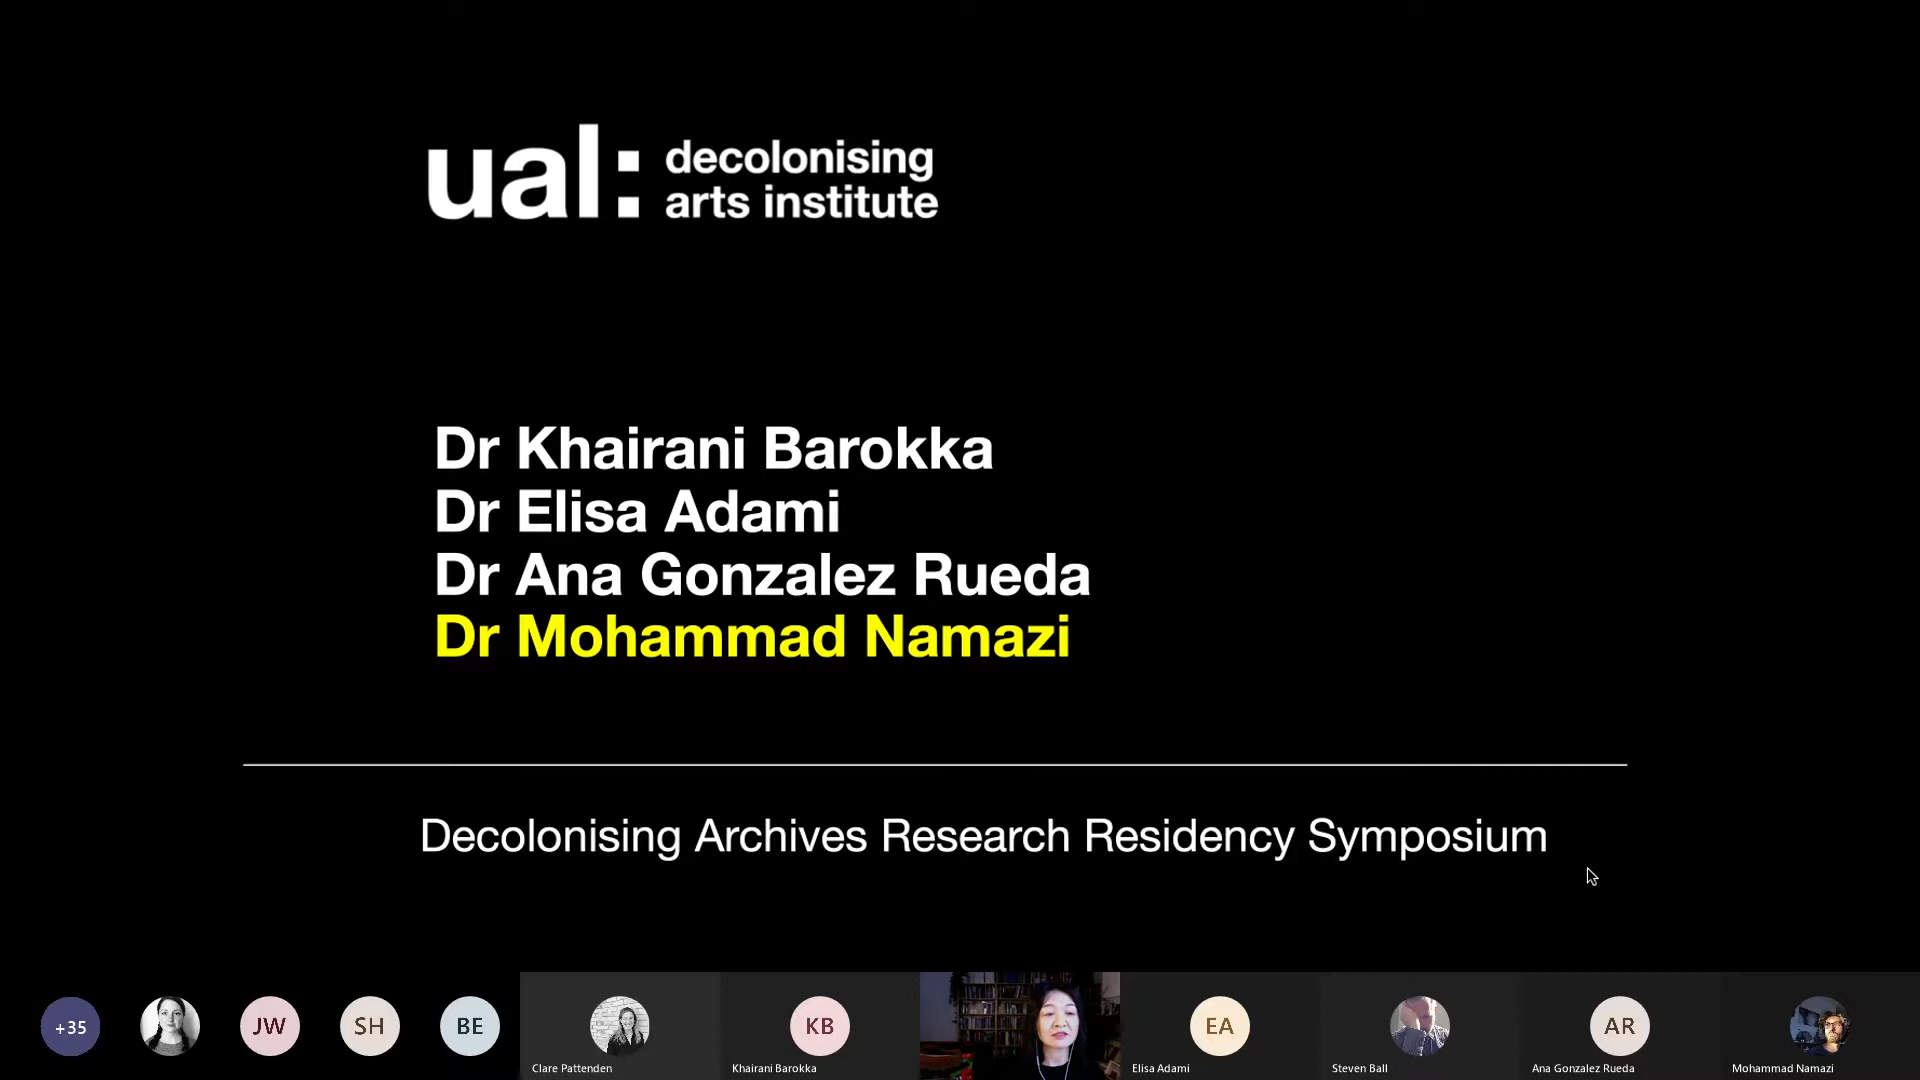 ual: decolonising
arts institute
Dr Khairani Barokka
Dr Elisa Adami
Dr Ana Gonzalez Rueda
Dr Mohammad Namazi
Decolonising Archives Research Residency Symposium
+35
JW
SH
BE
Clare Pattenden
KB
Khairani Barokka
EA
Elisa Adami
Steven Ball
AR
Ana Gonzalez Rueda
Mohammad Namazi